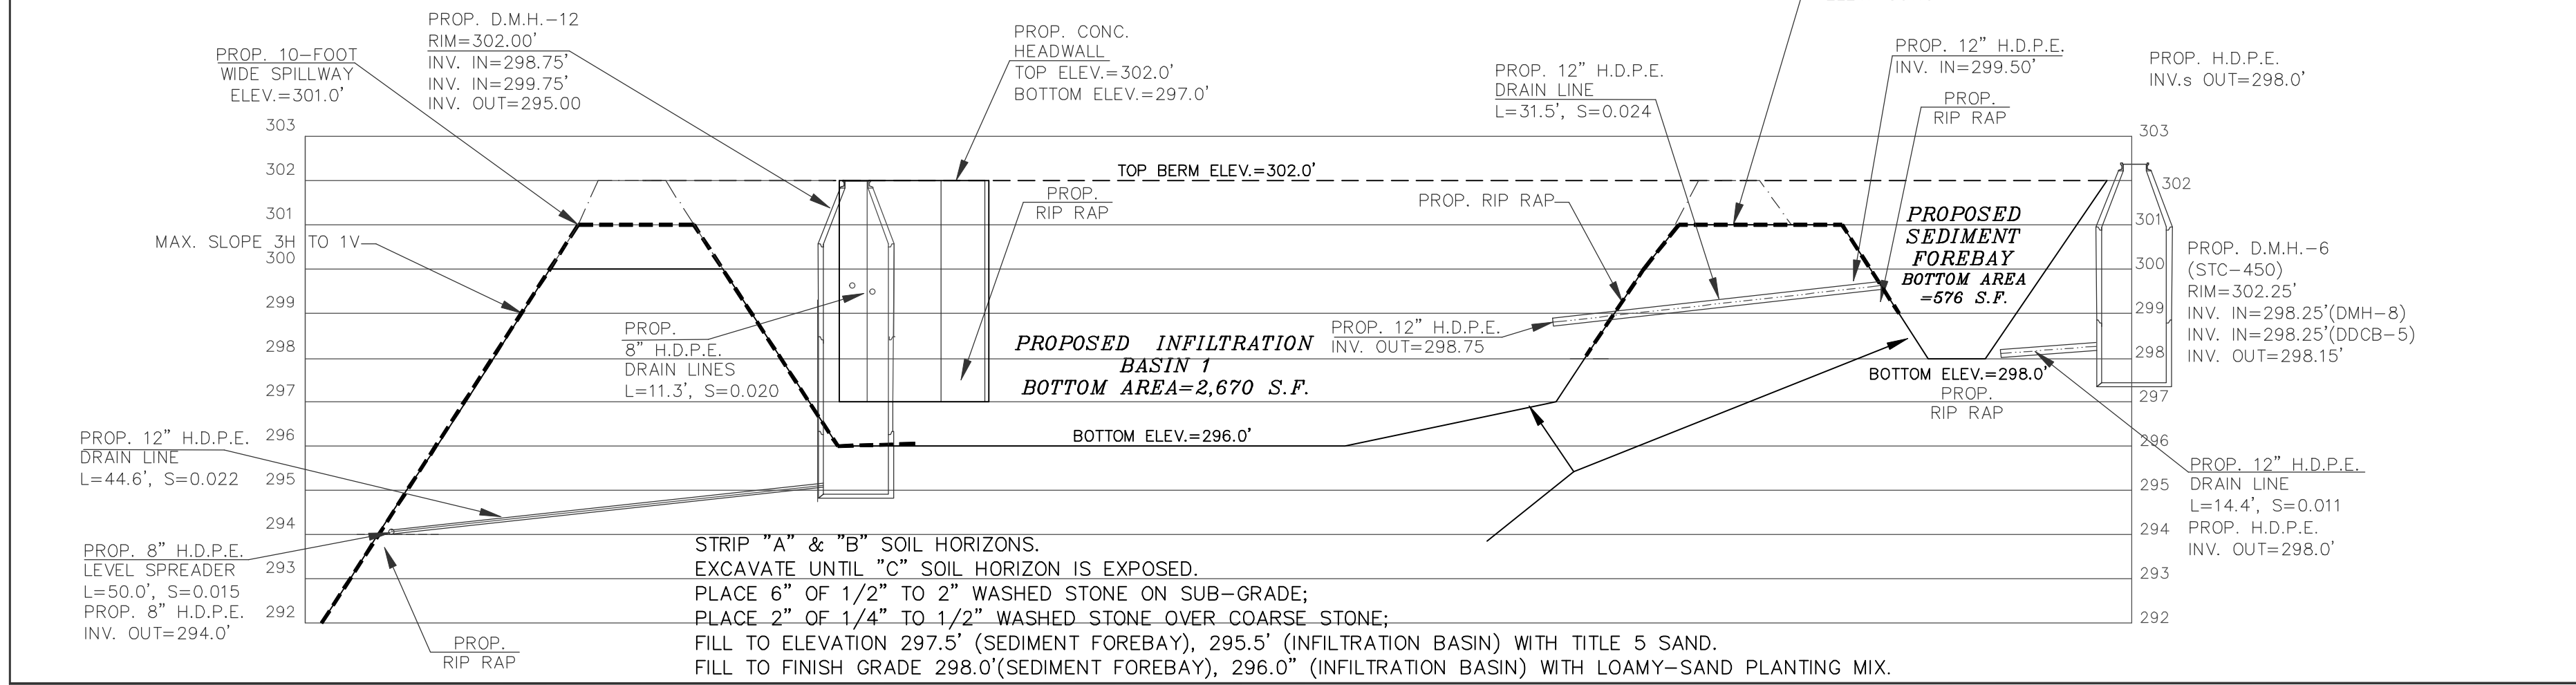 PROP. D.M.H.-12
RIM=302.00'
INV. IN=298.75'
INV. IN=299.75'
INV. OUT=295.00
PROP. 10-FOOT
WIDE SPILLWAY
ELEV.=301.0'
PROP. CONC.
HEADWALL
TOP ELEV.=302.0'
BOTTOM ELEV.=297.0'
PROP. 12" H.D.P.E.
DRAIN LINE
L=31.5', S=0.024
PROP. 12" H.D.P.E.
INV. IN=299.50'
PROP.
RIP RAP
PROP. H.D.P.E.
INV.s OUT=298.0'
303
302
301
300
299
298
297
296
295
294
293
292
MAX. SLOPE 3H TO 1V
TOP BERM ELEV.=302.0'
PROP.
RIP RAP
PROP. RIP RAP
PROPOSED
SEDIMENT
FOREBAY
BOTTOM AREA
=576 S.F.
PROP.
8" H.D.P.E.
DRAIN LINES
L=11.3', S=0.020
PROPOSED INFILTRATION
BASIN 1
BOTTOM AREA=2,670 S.F.
PROP. 12" H.D.P.E.
INV. OUT=298.75
BOTTOM ELEV.=298.0'
PROP.
RIP RAP
BOTTOM ELEV.=296.0'
303
302
301
300
299
298
297
296
295
294
293
292
PROP. D.M.H.-6
(STC-450)
RIM=302.25'
INV. IN=298.25'(DMH-8)
INV. IN=298.25'(DDCB-5)
INV. OUT=298.15'
PROP. 12" H.D.P.E.
DRAIN LINE
L=14.4', S=0.011
PROP. H.D.P.E.
INV. OUT=298.0'
PROP. 12" H.D.P.E.
DRAIN LINE
L=44.6', S=0.022
PROP. 8" H.D.P.E.
LEVEL SPREADER
L=50.0', S=0.015
PROP. 8" H.D.P.E.
INV. OUT=294.0'
PROP.
RIP RAP
STRIP "A" & "B" SOIL HORIZONS.
EXCAVATE UNTIL "C" SOIL HORIZON IS EXPOSED.
PLACE 6" OF 1/2" TO 2" WASHED STONE ON SUB-GRADE;
PLACE 2" OF 1/4" TO 1/2" WASHED STONE OVER COARSE STONE;
FILL TO ELEVATION 297.5' (SEDIMENT FOREBAY), 295.5' (INFILTRATION BASIN) WITH TITLE 5 SAND.
FILL TO FINISH GRADE 298.0'(SEDIMENT FOREBAY), 296.0" (INFILTRATION BASIN) WITH LOAMY-SAND PLANTING MIX.